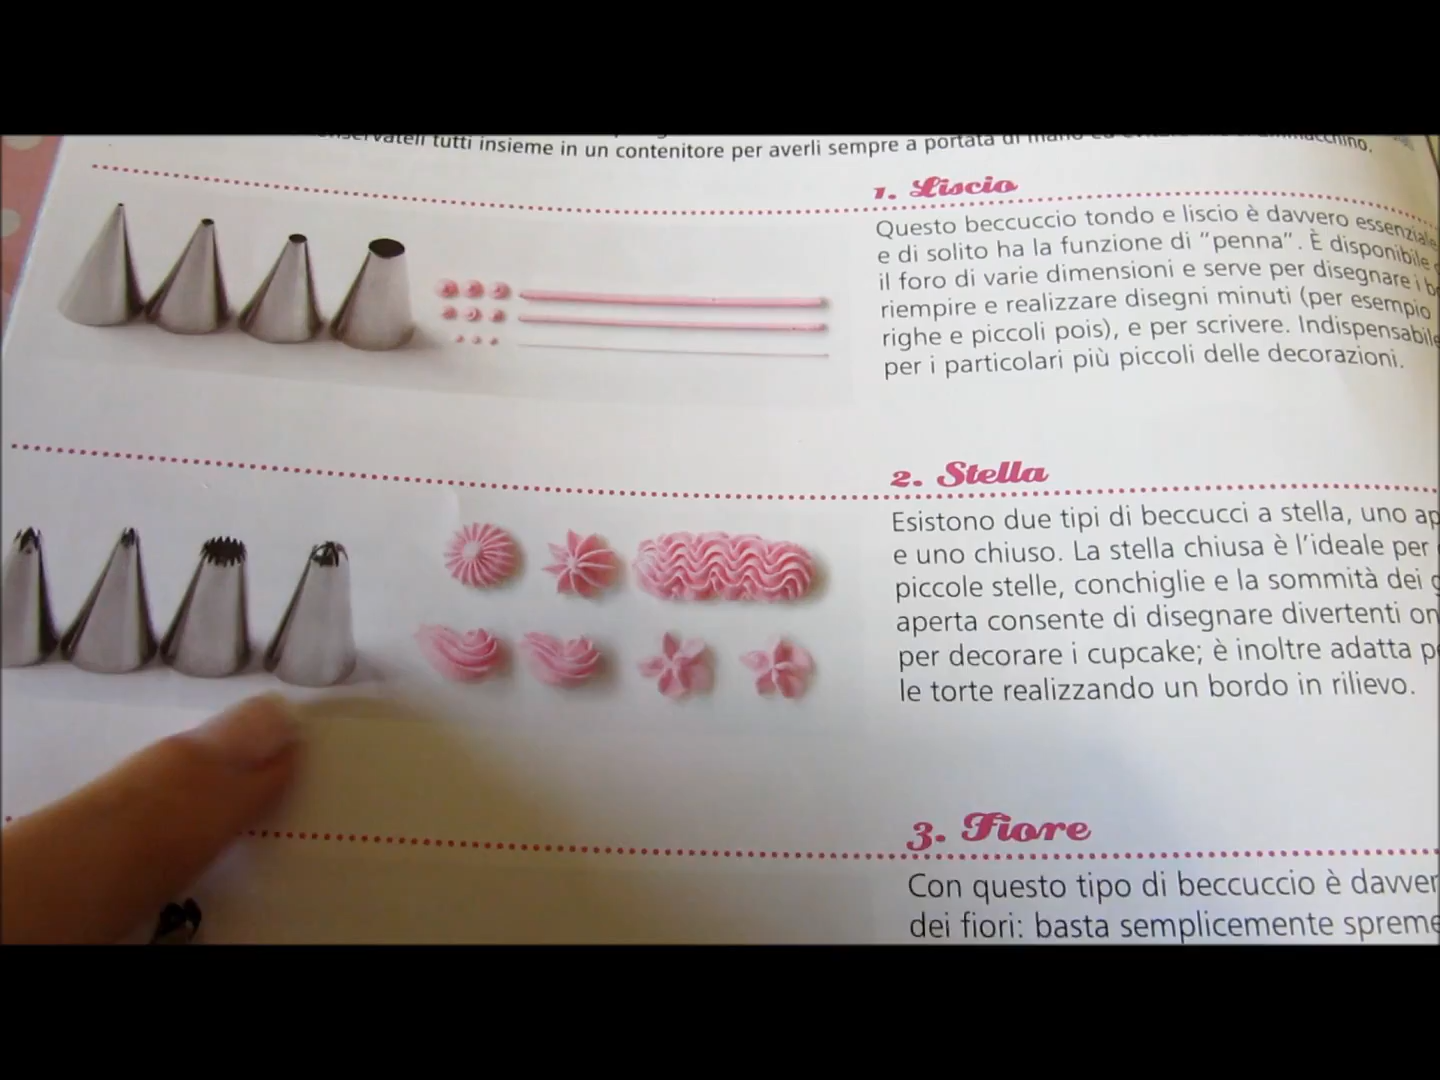 tutti insieme in un contenitore per averli sempre a portata di mano
1. Liscio
Questo beccuccio tondo e liscio è davvero essenziale
e di solito ha la funzione di “penna”. È disponibile
il foro di varie dimensioni e serve per disegnare i
riempire e realizzare disegni minuti (per esempio
righe e piccoli pois), e per scrivere. Indispensabile
per i particolari più piccoli delle decorazioni.
2. Stella
Esistono due tipi di beccucci a stella, uno
e uno chiuso. La stella chiusa è l’ideale per
piccole stelle, conchiglie e la sommità dei
aperta consente di disegnare divertenti
per decorare i cupcake; è inoltre adatta
le torte realizzando un bordo in rilievo.
3. Fiore
Con questo tipo di beccuccio è
dei fiori: basta semplicemente